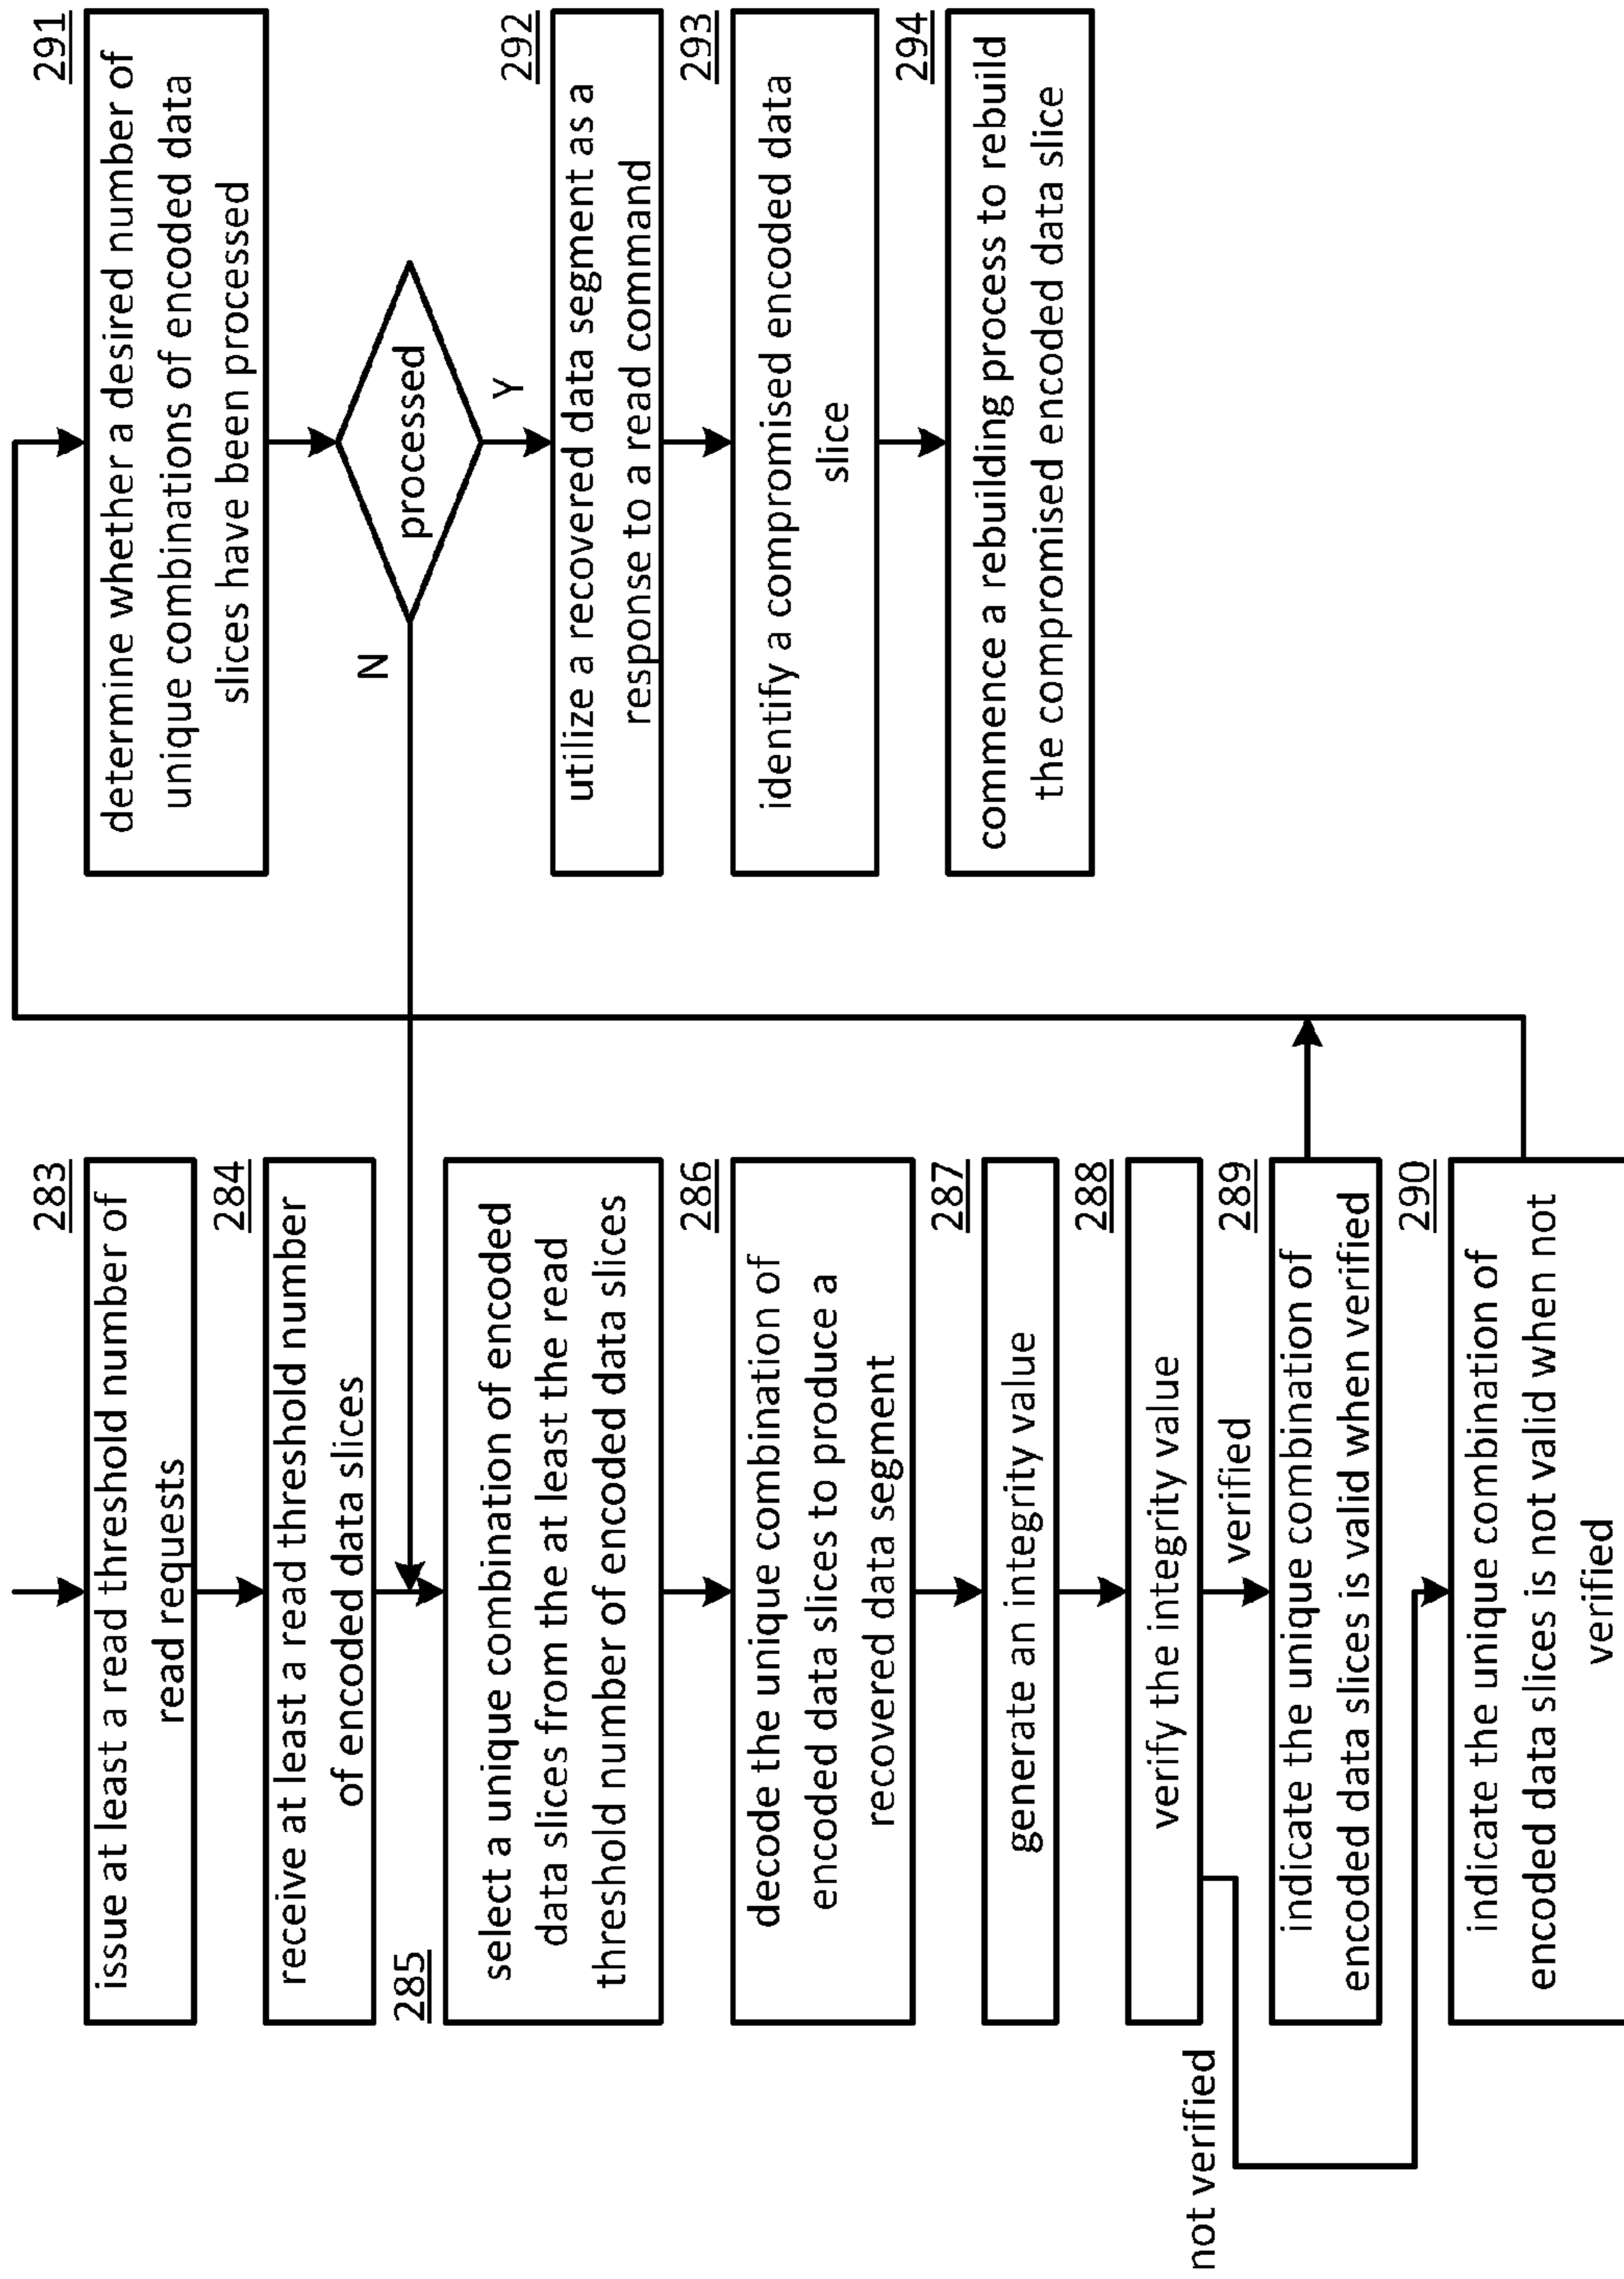 283
issue at least a read threshold number of
read requests
284
receive at least a read threshold number
of encoded data slices
285
select a unique combination of encoded
data slices from the at least the read
threshold number of encoded data slices
286
decode the unique combination of
encoded data slices to produce a
recovered data segment
287
generate an integrity value
288
verify the integrity value
not verified
verified
289
indicate the unique combination of
encoded data slices is valid when verified
290
indicate the unique combination of
encoded data slices is not valid when not
verified
291
determine whether a desired number of
unique combinations of encoded data
slices have been processed
processed
N
Y
292
utilize a recovered data segment as a
response to a read command
293
identify a compromised encoded data
slice
294
commence a rebuilding process to rebuild
the compromised encoded data slice